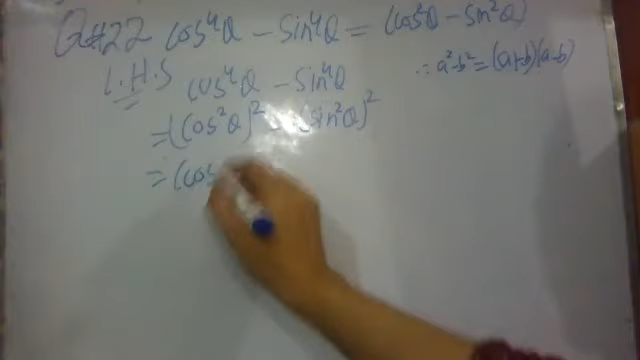 Q#22 cos⁴θ - sin⁴θ = cos²θ - sin²θ)
L.H.S cos⁴θ - sin⁴θ ∴ a²-b²=(a+b)(a-b)
=(cos²θ)² - (sin²θ)²
= (cos